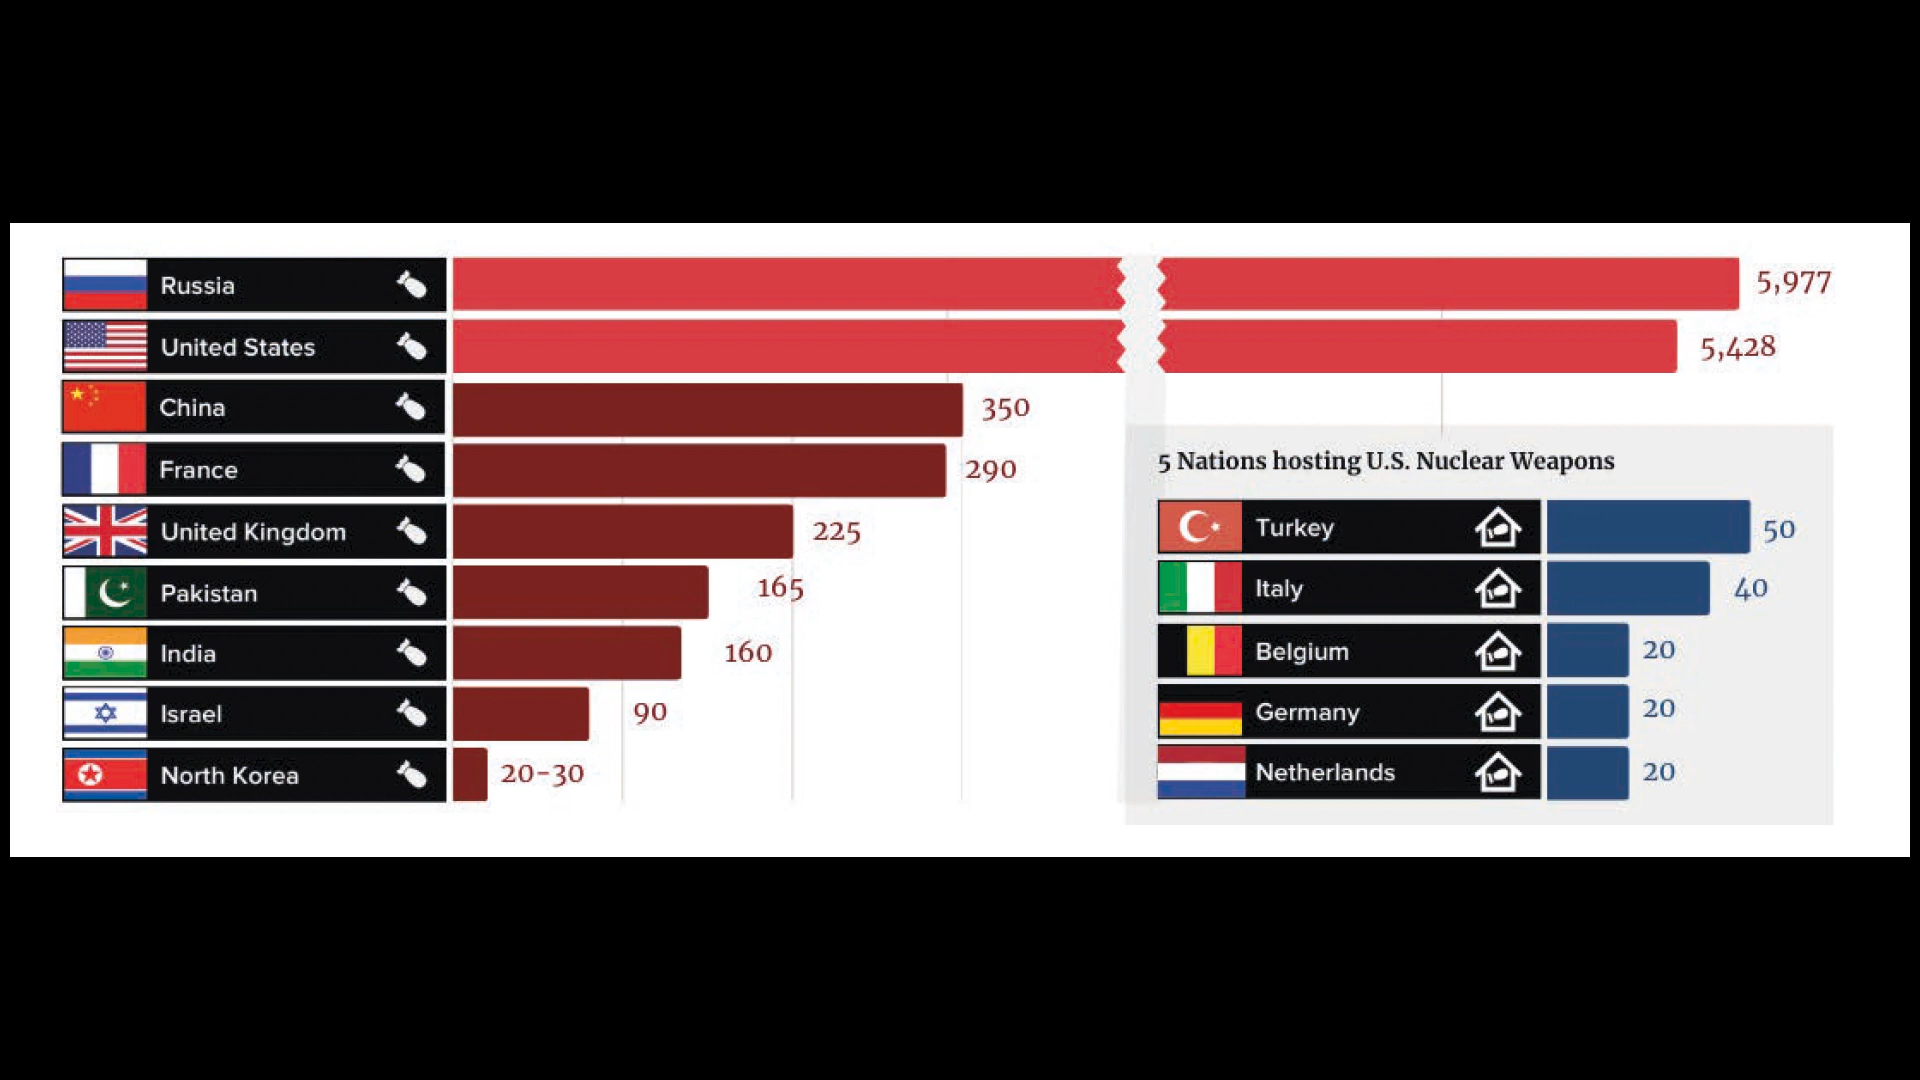 Russia 5,977
United States 5,428
China 350
France 290
United Kingdom 225
Pakistan 165
India 160
Israel 90
North Korea 20-30
5 Nations hosting U.S. Nuclear Weapons
Turkey 50
Italy 40
Belgium 20
Germany 20
Netherlands 20